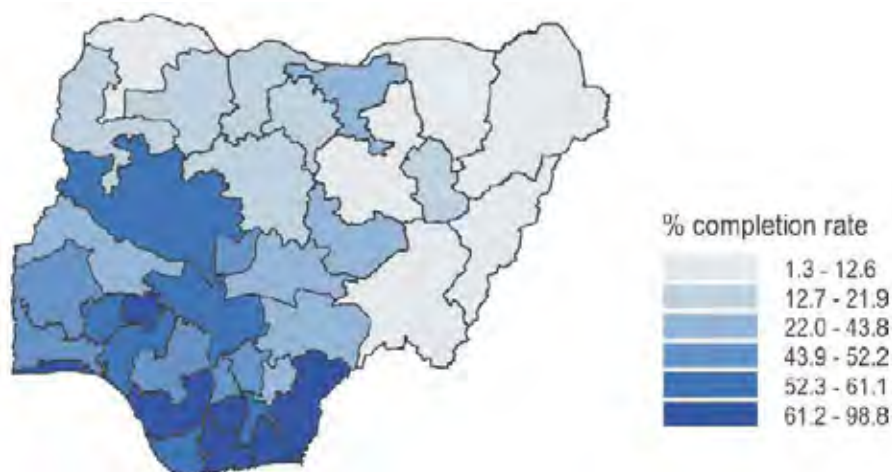 % completion rate
1.3 - 12.6
12.7 - 21.9
22.0 - 43.8
43.9 - 52.2
52.3 - 61.1
61.2 - 98.8